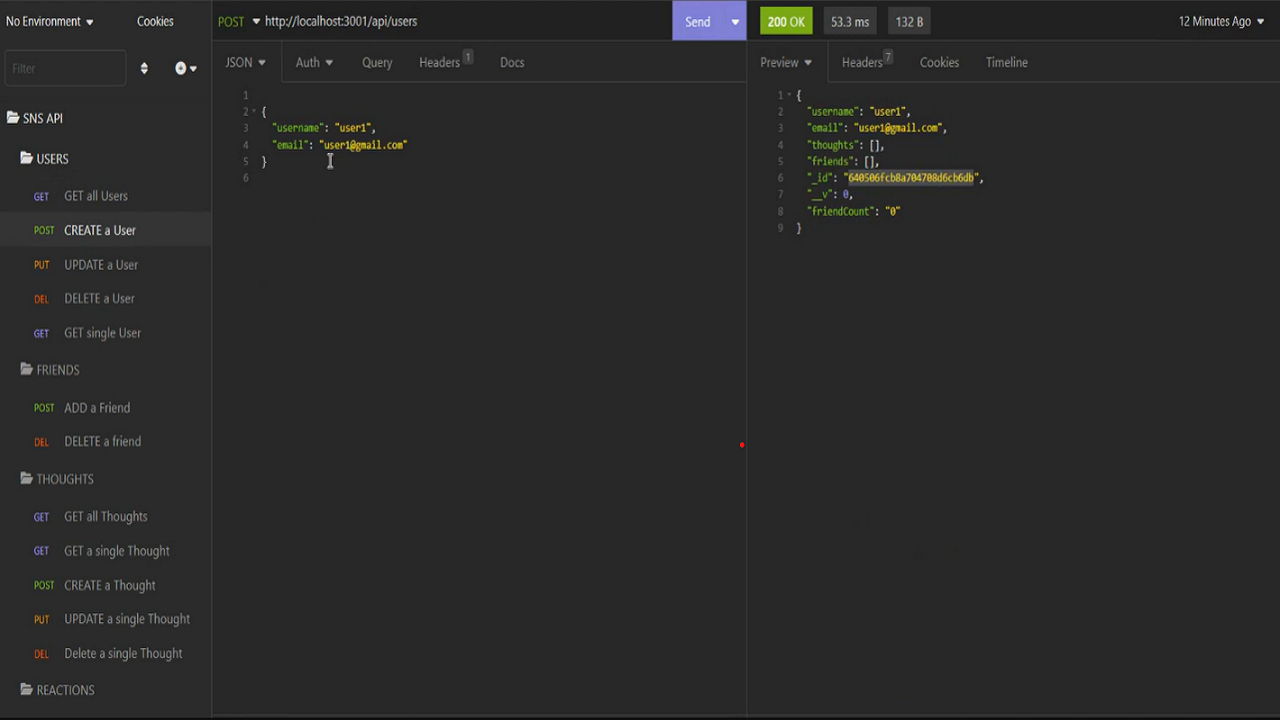 No Environment
Cookies
POST
http://localhost:3001/api/users
Send
200 OK
53.3 ms
132 B
12 Minutes Ago
Filter
JSON
Auth
Query
Headers 1
Docs
Preview
Headers 7
Cookies
Timeline
SNS API
USERS
GET GET all Users
POST CREATE a User
PUT UPDATE a User
DEL DELETE a User
GET GET single User
FRIENDS
POST ADD a Friend
DEL DELETE a friend
THOUGHTS
GET GET all Thoughts
GET GET a single Thought
POST CREATE a Thought
PUT UPDATE a single Thought
DEL Delete a single Thought
REACTIONS
1
2 {
3 "username": "user1",
4 "email": "user1@gmail.com"
5 }
6
1 {
2 "username": "user1",
3 "email": "user1@gmail.com",
4 "thoughts": [],
5 "friends": [],
6 "_id": "640506fcb8a704708d6cb6db",
7 "__v": 0,
8 "friendCount": "0"
9 }